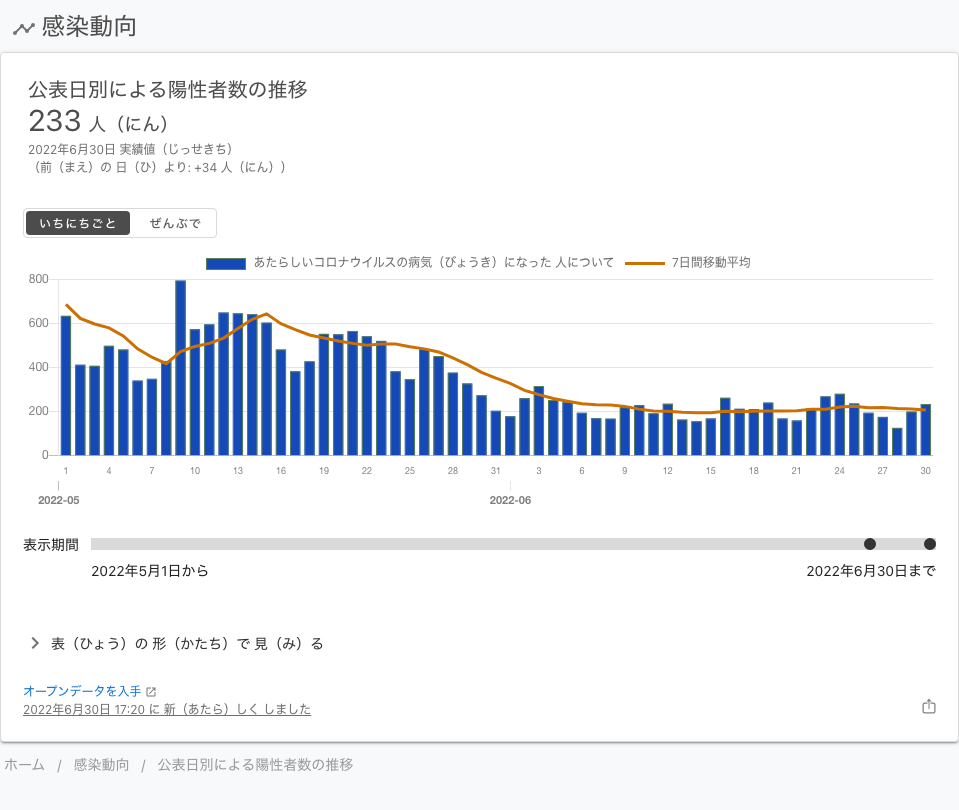 感染動向
公表日別による陽性者数の推移
233 人（にん）
2022年6月30日 実績値（じっせきち）
（前（まえ）の 日（ひ）より: +34 人（にん））
いちにちごと ぜんぶで
あたらしいコロナウイルスの病気（びょうき）になった 人について 7日間移動平均
800
600
400
200
0
1 4 7 10 13 16 19 22 25 28 31 3 6 9 12 15 18 21 24 27 30
2022-05 2022-06
表示期間
2022年5月1日から 2022年6月30日まで
表（ひょう）の 形（かたち）で 見（み）る
オープンデータを入手
2022年6月30日 17:20 に 新（あたら）しく しました
ホーム / 感染動向 / 公表日別による陽性者数の推移